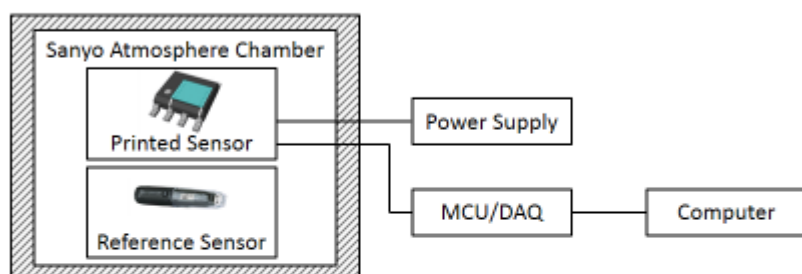 Sanyo Atmosphere Chamber
Printed Sensor
Reference Sensor
Power Supply
MCU/DAQ
Computer